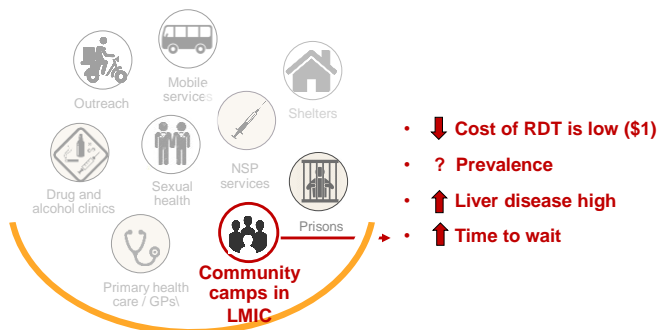 Outreach
Mobile
services
Shelters
Drug and
alcohol clinics
Sexual
health
NSP
services
Prisons
Primary health
care / GPs\
Community
camps in
LMIC
• Cost of RDT is low ($1)
• ? Prevalence
• Liver disease high
• Time to wait